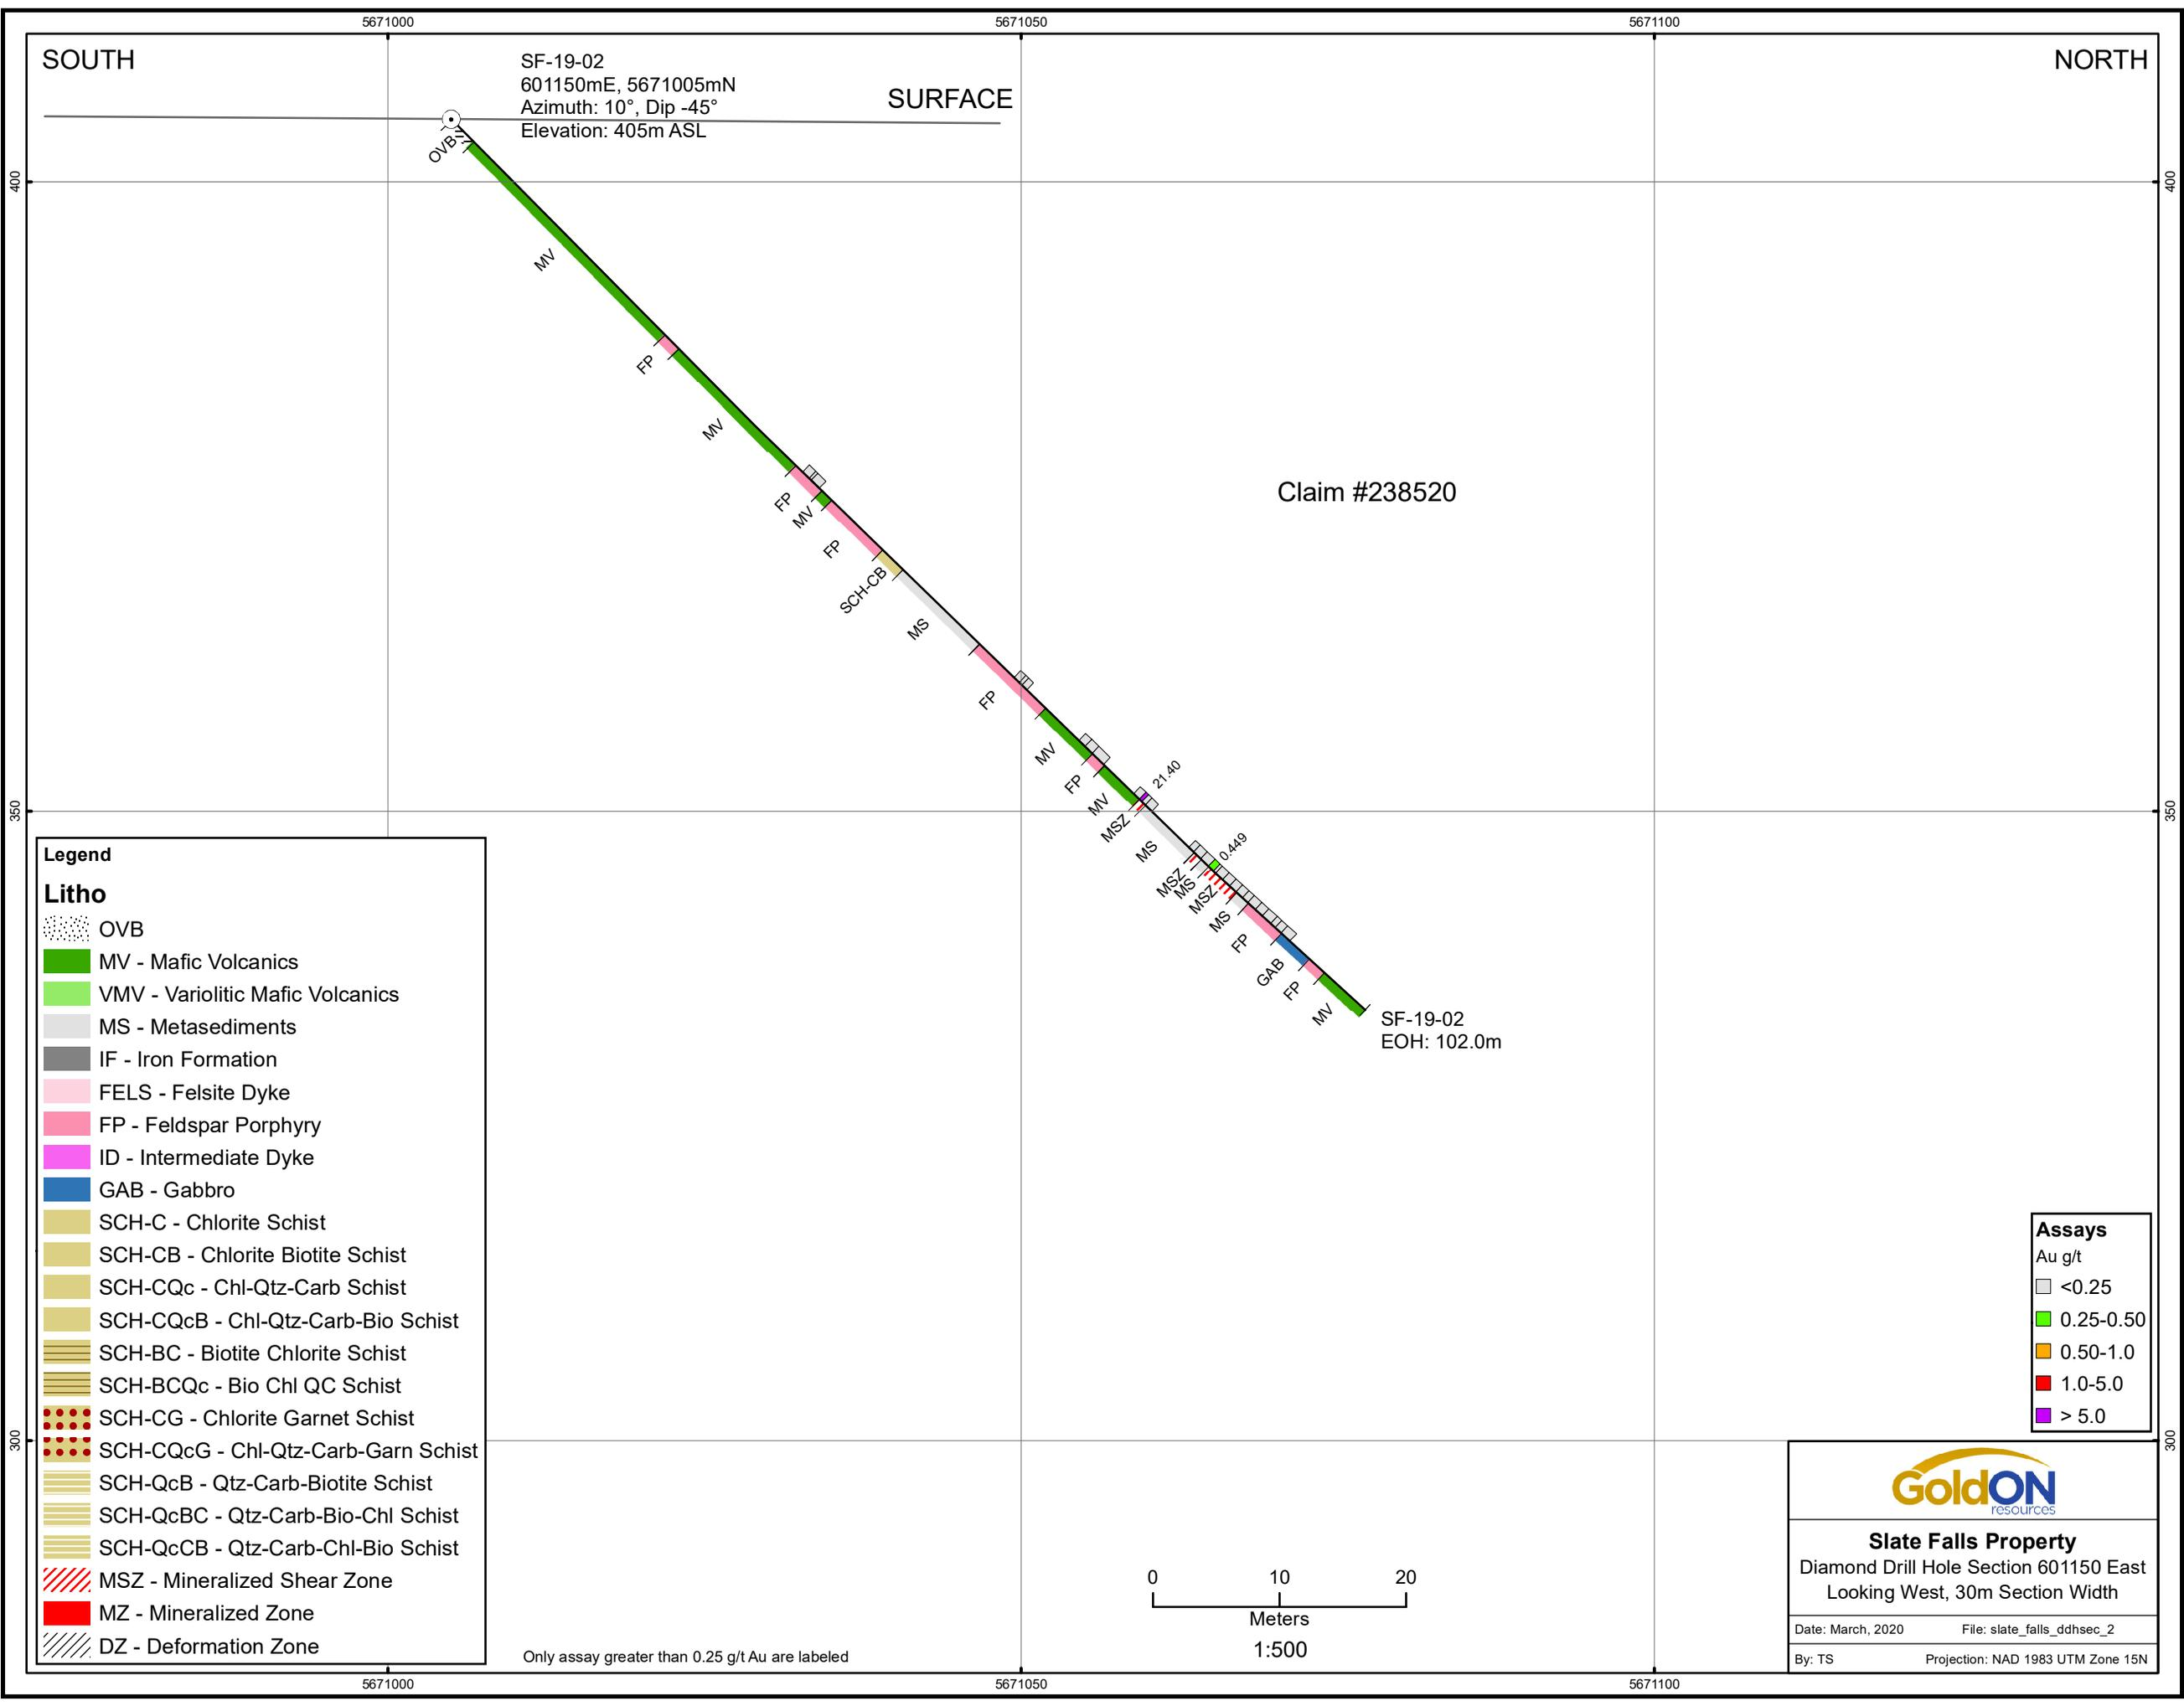 5671000
5671050
5671100
SOUTH
NORTH
SF-19-02
601150mE, 5671005mN
Azimuth: 10°, Dip -45°
Elevation: 405m ASL
SURFACE
OVB
400
400
MV
FP
MV
Claim #238520
FP
MV
FP
SCH-CB
MS
FP
MV
FP
21.40
MV
350
350
MSZ
MS
0.449
MSZ
MS
MSZ
MS
FP
GAB
FP
MV
SF-19-02
EOH: 102.0m
Legend
Litho
OVB
MV - Mafic Volcanics
VMV - Variolitic Mafic Volcanics
MS - Metasediments
IF - Iron Formation
FELS - Felsite Dyke
FP - Feldspar Porphyry
ID - Intermediate Dyke
GAB - Gabbro
SCH-C - Chlorite Schist
SCH-CB - Chlorite Biotite Schist
SCH-CQc - Chl-Qtz-Carb Schist
SCH-CQcB - Chl-Qtz-Carb-Bio Schist
SCH-BC - Biotite Chlorite Schist
SCH-BCQc - Bio Chl QC Schist
SCH-CG - Chlorite Garnet Schist
SCH-CQcG - Chl-Qtz-Carb-Garn Schist
SCH-QcB - Qtz-Carb-Biotite Schist
SCH-QcBC - Qtz-Carb-Bio-Chl Schist
SCH-QcCB - Qtz-Carb-Chl-Bio Schist
MSZ - Mineralized Shear Zone
MZ - Mineralized Zone
DZ - Deformation Zone
300
300
Assays
Au g/t
<0.25
0.25-0.50
0.50-1.0
1.0-5.0
> 5.0
GoldON
resources
Slate Falls Property
Diamond Drill Hole Section 601150 East
Looking West, 30m Section Width
Date: March, 2020 File: slate_falls_ddhsec_2
By: TS Projection: NAD 1983 UTM Zone 15N
0 10 20
Meters
1:500
Only assay greater than 0.25 g/t Au are labeled
5671000
5671050
5671100